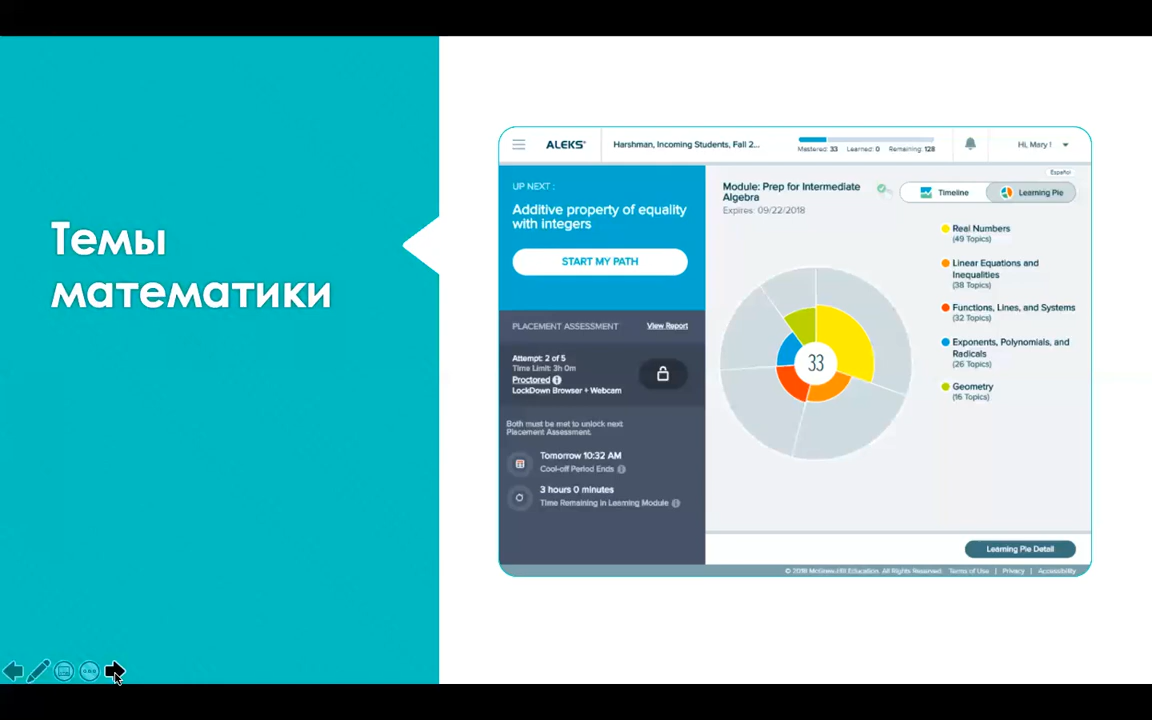 Темы
математики
ALEKS®
Harshman, Incoming Students, Fall 2...
Mastered: 33 Learned: 0 Remaining: 128
Hi, Mary !
Español
UP NEXT :
Additive property of equality
with integers
START MY PATH
PLACEMENT ASSESSMENT
View Report
Attempt: 2 of 5
Time Limit: 3h 0m
Proctored
LockDown Browser + Webcam
Both must be met to unlock next
Placement Assessment.
Tomorrow 10:32 AM
Cool-off Period Ends
3 hours 0 minutes
Time Remaining in Learning Module
Module: Prep for Intermediate
Algebra
Expires: 09/22/2018
Timeline
Learning Pie
33
Real Numbers
(49 Topics)
Linear Equations and
Inequalities
(38 Topics)
Functions, Lines, and Systems
(32 Topics)
Exponents, Polynomials, and
Radicals
(26 Topics)
Geometry
(16 Topics)
Learning Pie Detail
© 2018 McGraw-Hill Education. All Rights Reserved. Terms of Use | Privacy | Accessibility